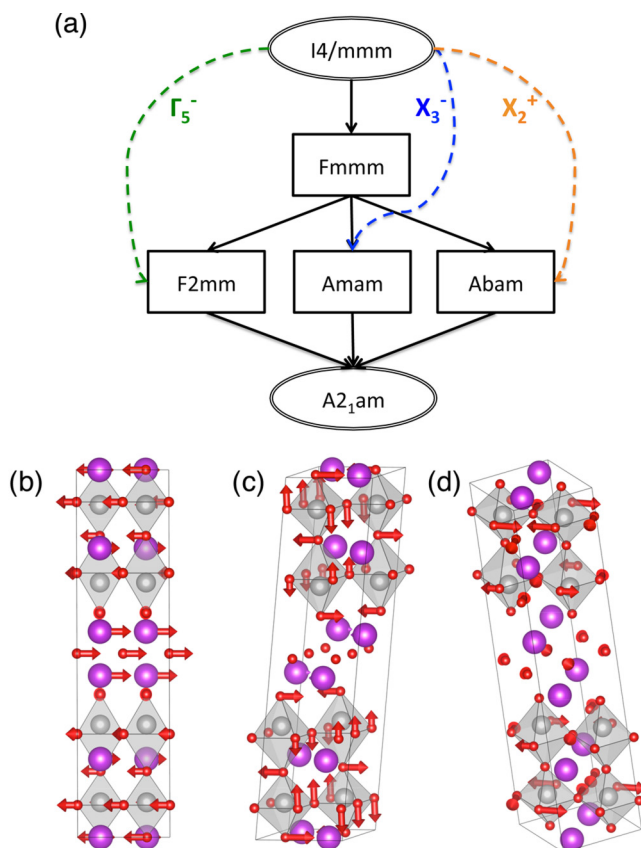 (a)
I4/mmm
Γ₅⁻
X₃⁻
X₂⁺
Fmmm
F2mm
Amam
Abam
A2₁am
(b)
(c)
(d)